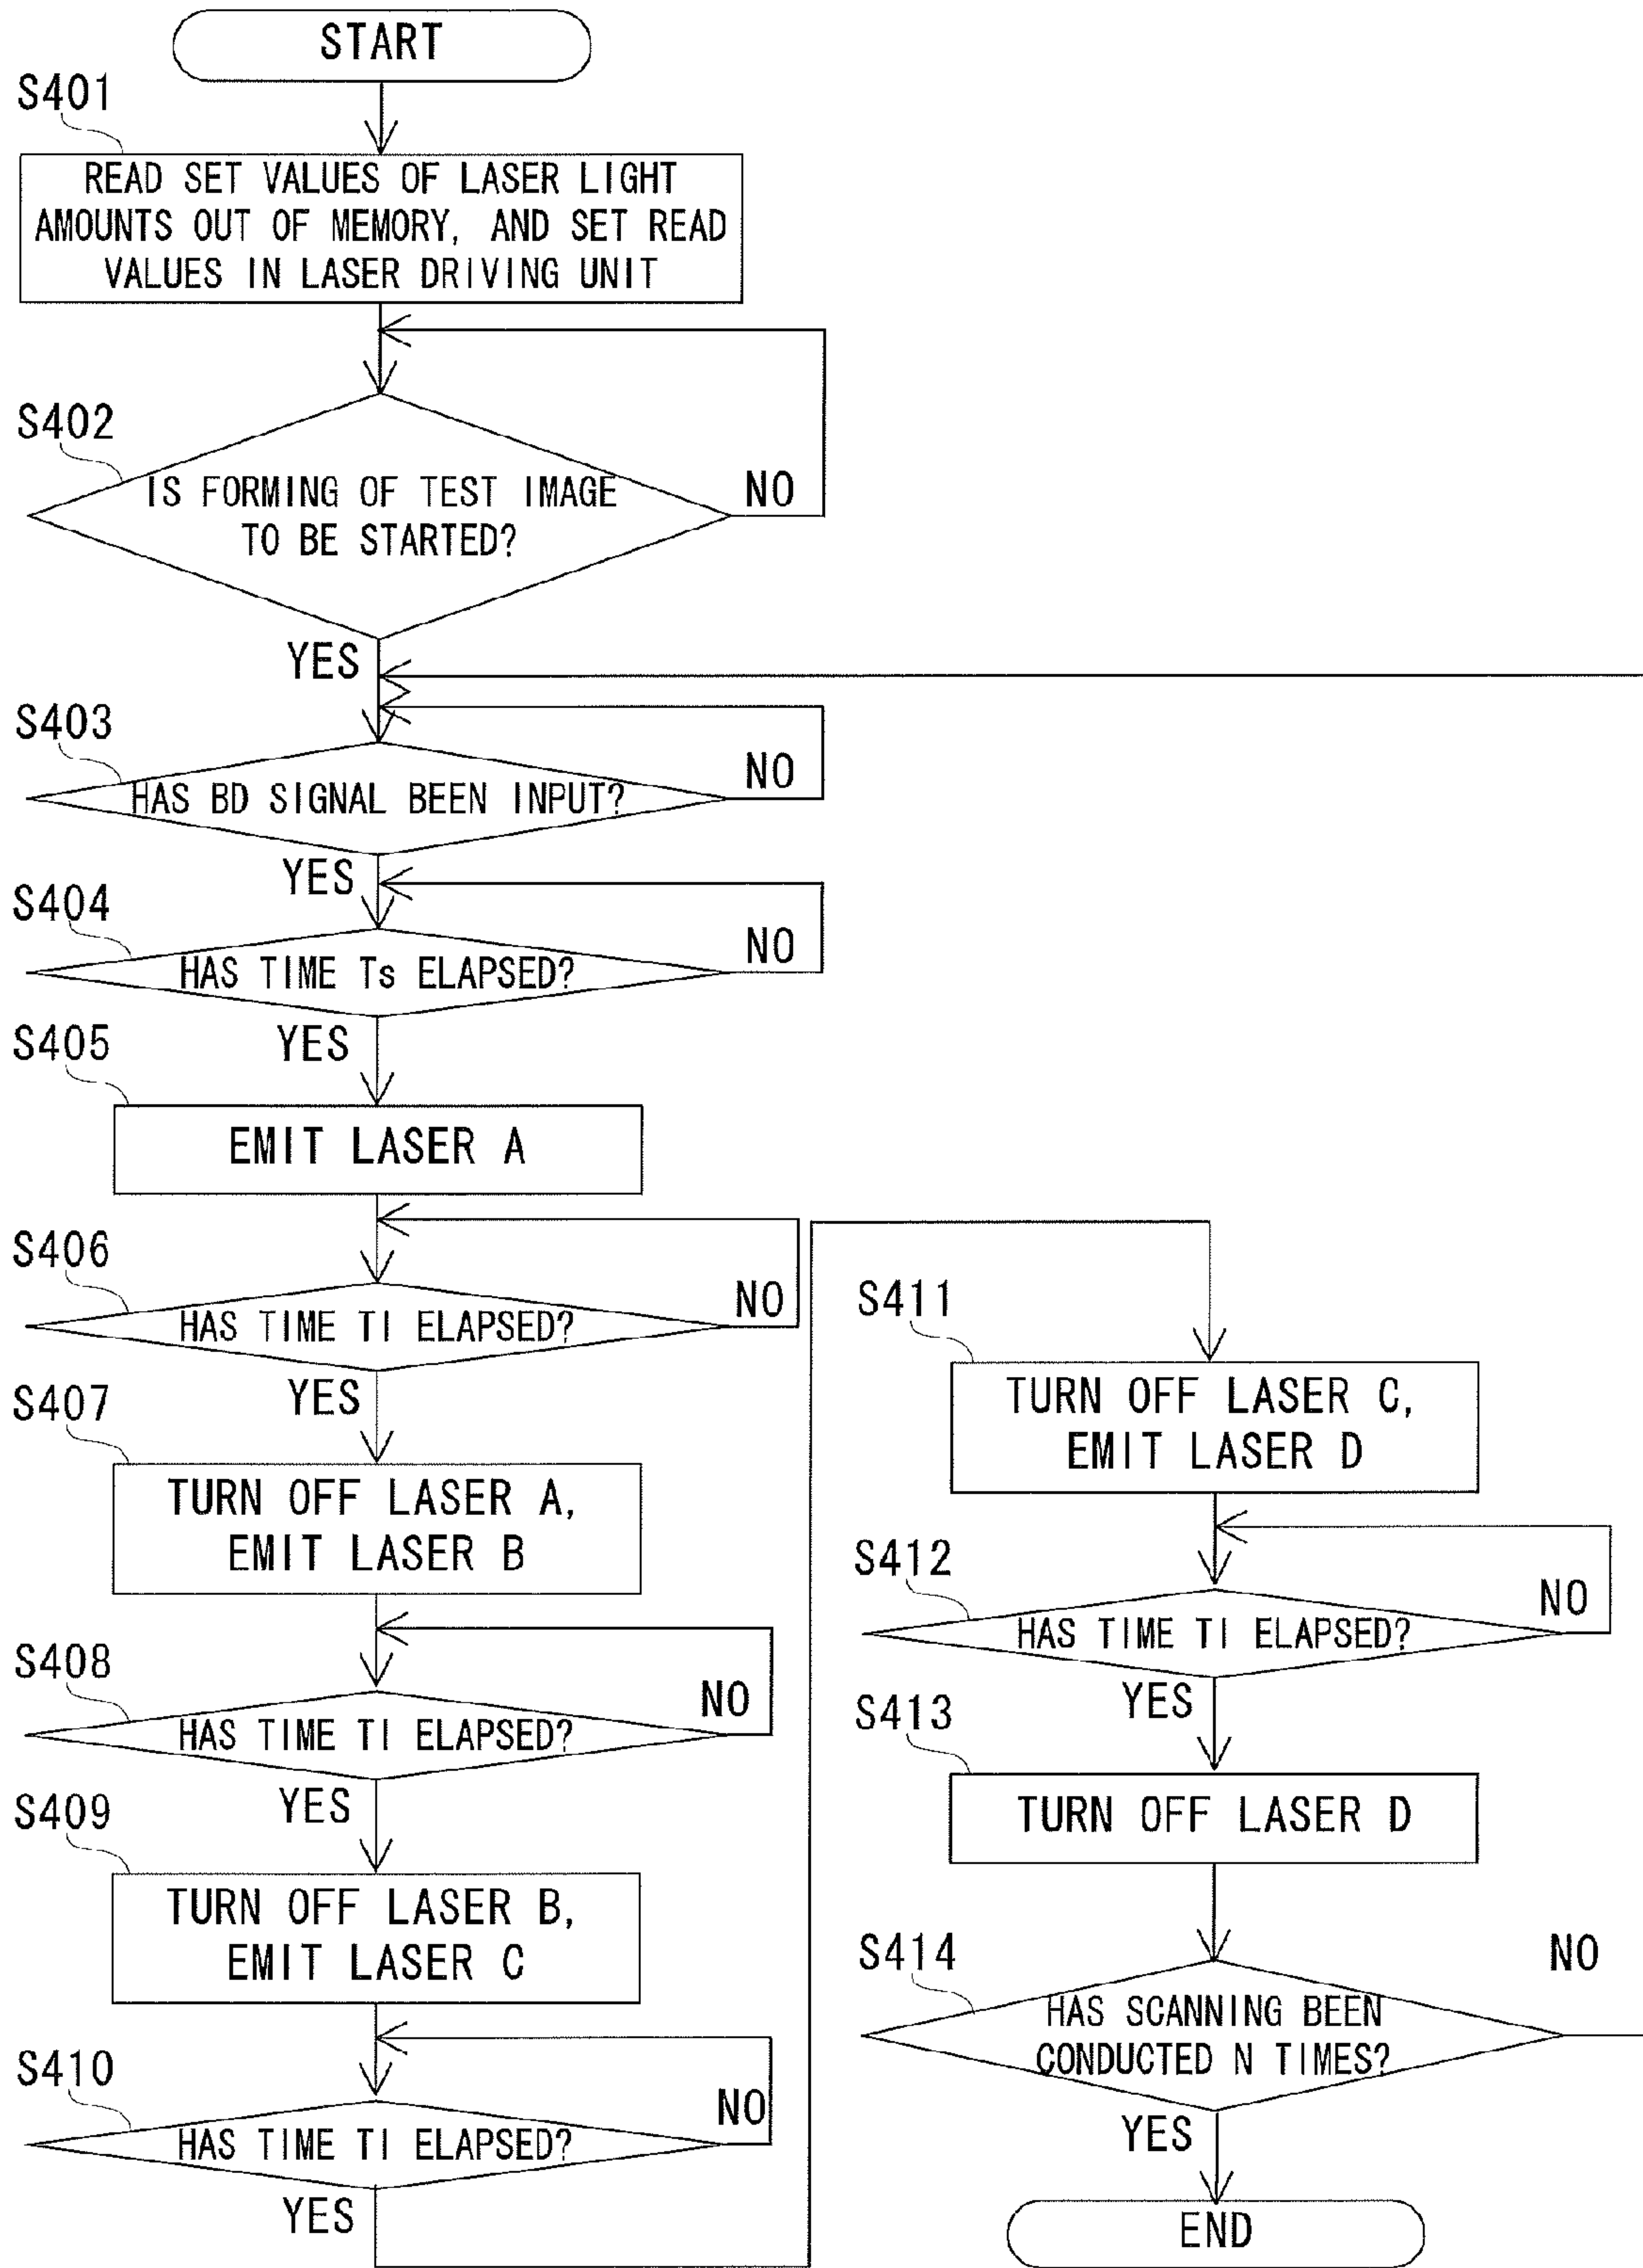 START
S401
READ SET VALUES OF LASER LIGHT
AMOUNTS OUT OF MEMORY, AND SET READ
VALUES IN LASER DRIVING UNIT
S402
IS FORMING OF TEST IMAGE
TO BE STARTED?
NO
YES
S403
HAS BD SIGNAL BEEN INPUT?
NO
YES
S404
HAS TIME Ts ELAPSED?
NO
YES
S405
EMIT LASER A
S406
HAS TIME TI ELAPSED?
NO
YES
S407
TURN OFF LASER A,
EMIT LASER B
S408
HAS TIME TI ELAPSED?
NO
YES
S409
TURN OFF LASER B,
EMIT LASER C
S410
HAS TIME TI ELAPSED?
NO
YES
S411
TURN OFF LASER C,
EMIT LASER D
S412
HAS TIME TI ELAPSED?
NO
YES
S413
TURN OFF LASER D
S414
HAS SCANNING BEEN
CONDUCTED N TIMES?
NO
YES
END